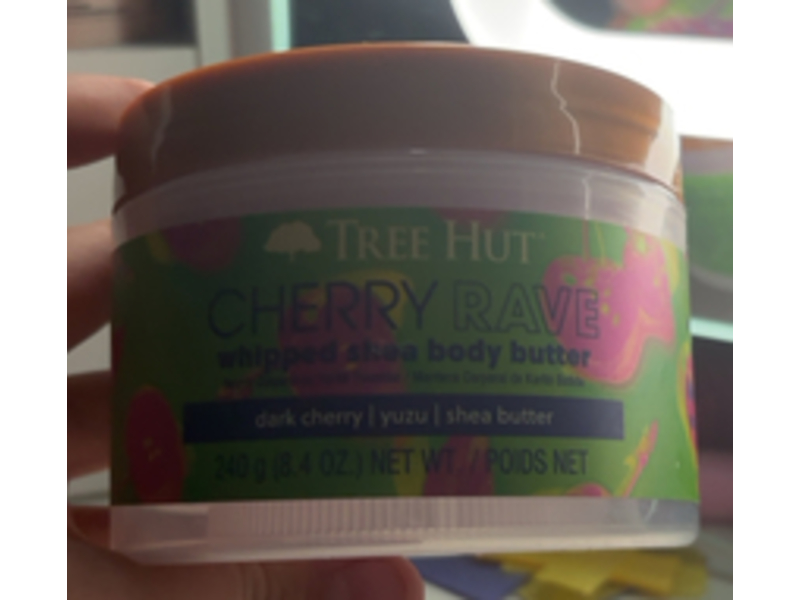 TREE HUT
CHERRY RAVE
whipped shea body butter
dark cherry | yuzu | shea butter
240 g (8.4 OZ.) NET WT. / POIDS NET